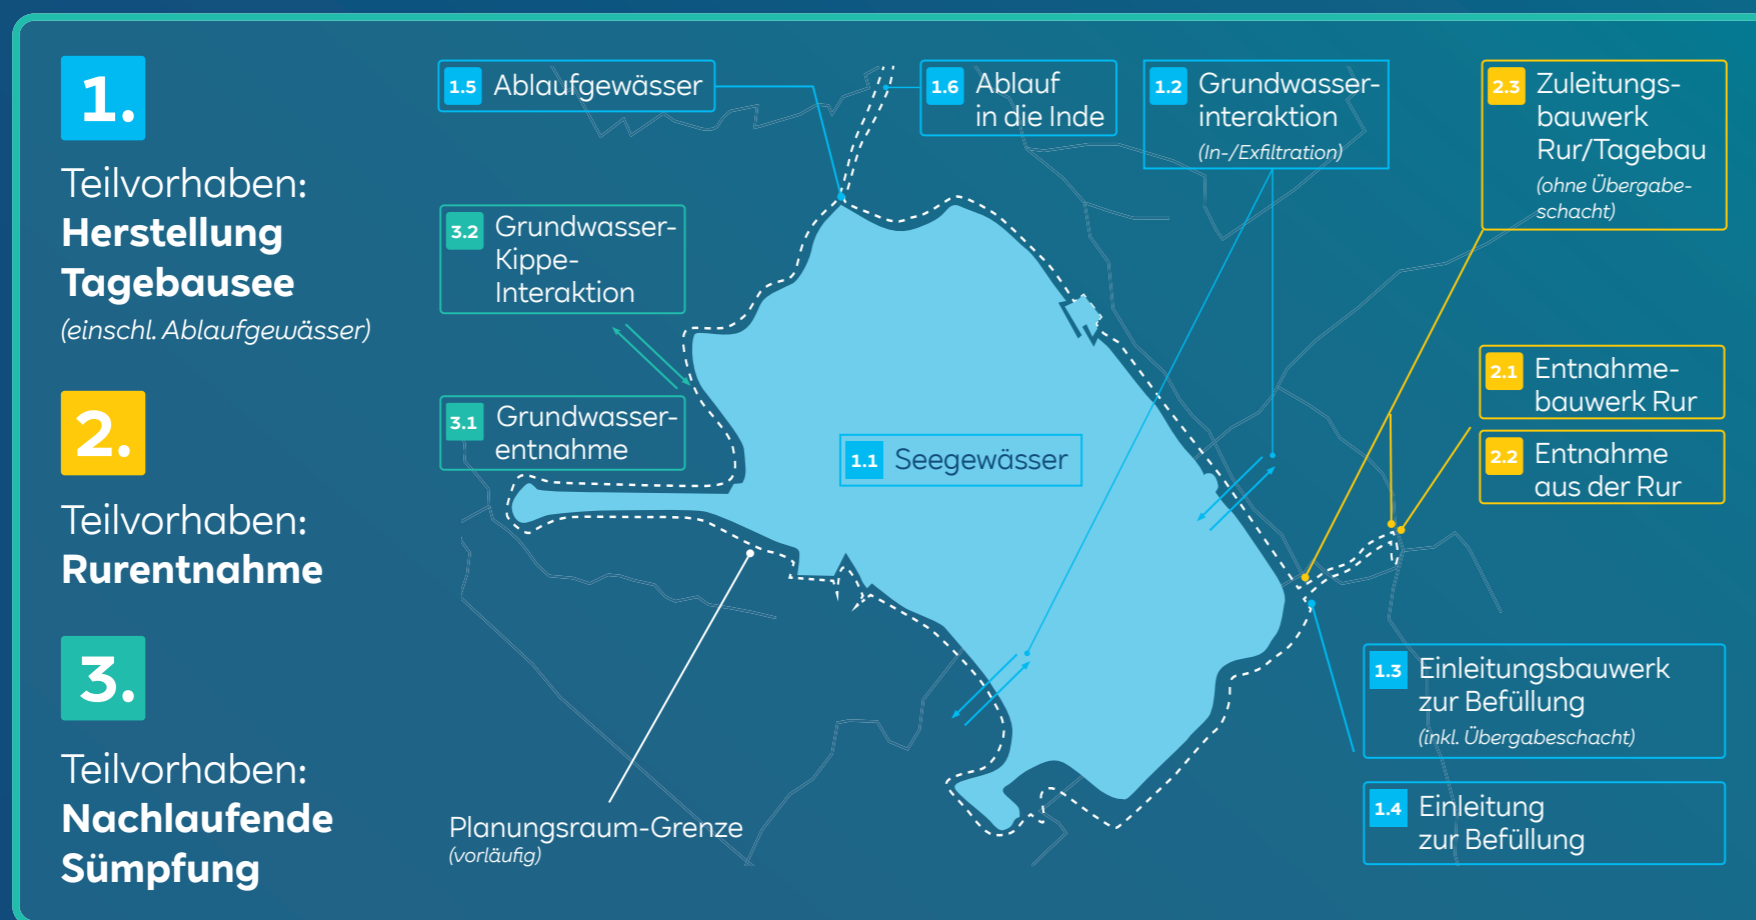 1.
Teilvorhaben:
Herstellung
Tagebausee
(einschl. Ablaufgewässer)
2.
Teilvorhaben:
Rurentnahme
3.
Teilvorhaben:
Nachlaufende
Sümpfung
1.5 Ablaufgewässer
1.6 Ablauf
in die Inde
1.2 Grundwasser-
interaktion
(In-/Exfiltration)
2.3 Zuleitungs-
bauwerk
Rur/Tagebau
(ohne Übergabe-
schacht)
3.2 Grundwasser-
Kippe-
Interaktion
3.1 Grundwasser-
entnahme
1.1 Seegewässer
2.1 Entnahme-
bauwerk Rur
2.2 Entnahme
aus der Rur
1.3 Einleitungsbauwerk
zur Befüllung
(inkl. Übergabeschacht)
1.4 Einleitung
zur Befüllung
Planungsraum-Grenze
(vorläufig)